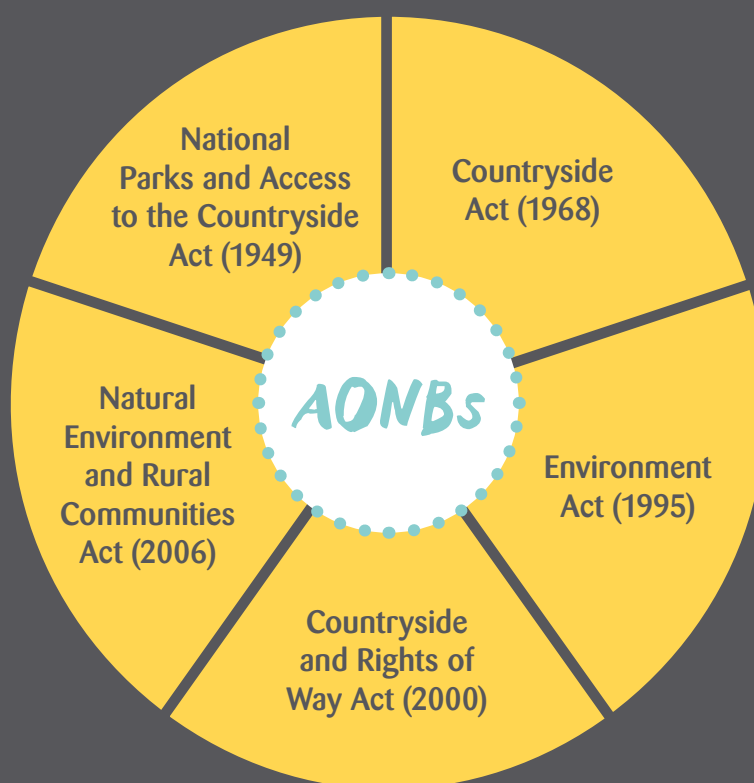 National
Parks and Access
to the Countryside
Act (1949)
Countryside
Act (1968)
Environment
Act (1995)
Countryside
and Rights of
Way Act (2000)
Natural
Environment
and Rural
Communities
Act (2006)
AONBs